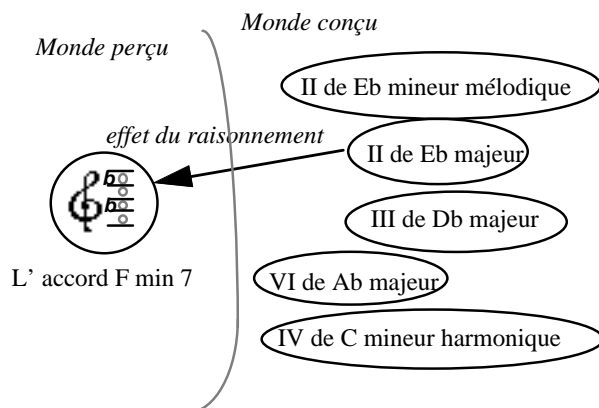 Monde conçu
Monde perçu
II de Eb mineur mélodique
effet du raisonnement
II de Eb majeur
III de Db majeur
L' accord F min 7
VI de Ab majeur
IV de C mineur harmonique